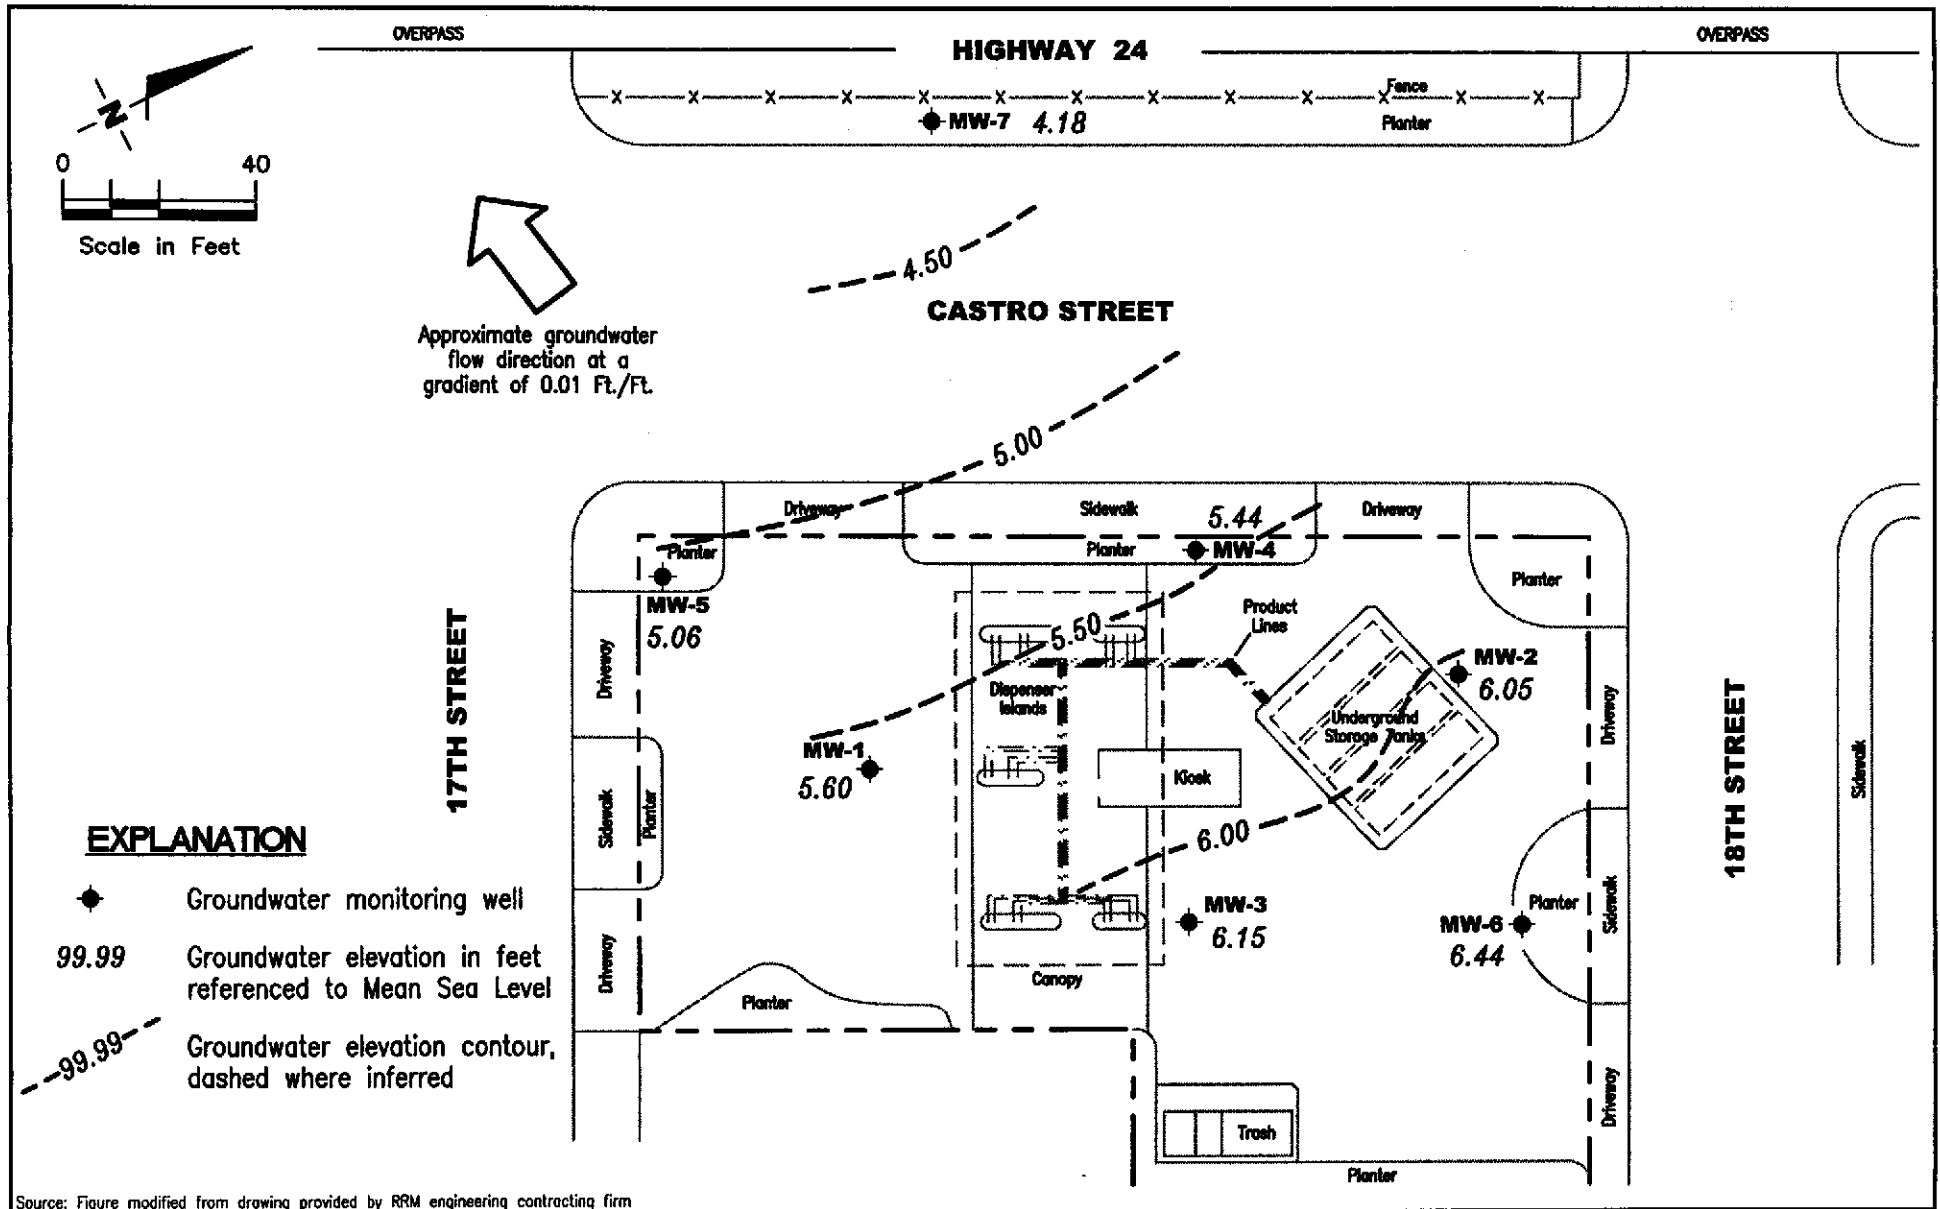 OVERPASS
HIGHWAY 24
OVERPASS
Fence
MW-7 4.18
Planter
N
0 40
Scale in Feet
4.50
CASTRO STREET
Approximate groundwater
flow direction at a
gradient of 0.01 Ft./Ft.
5.00
Driveway
Sidewalk
5.44
Driveway
Planter
Planter
MW-4
Planter
MW-5
5.06
Product
Lines
5.50
17TH STREET
Driveway
Dispenser
Islands
MW-2
6.05
Underground
Storage Tanks
Driveway
18TH STREET
Sidewalk
MW-1
5.60
Kiosk
Sidewalk
Planter
6.00
EXPLANATION
Groundwater monitoring well
99.99
Groundwater elevation in feet
referenced to Mean Sea Level
99.99
Groundwater elevation contour,
dashed where inferred
MW-3
6.15
MW-6
6.44
Planter
Sidewalk
Driveway
Planter
Canopy
Driveway
Trash
Planter
Source: Figure modified from drawing provided by RRM engineering contracting firm